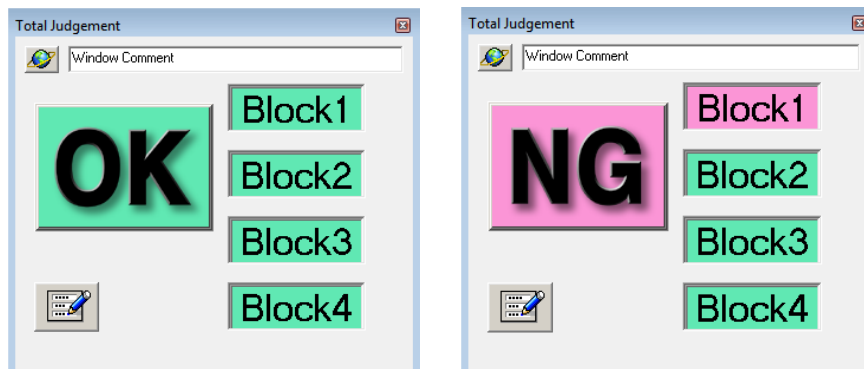 Total Judgement
Window Comment
OK
Block1
Block2
Block3
Block4
Total Judgement
Window Comment
NG
Block1
Block2
Block3
Block4